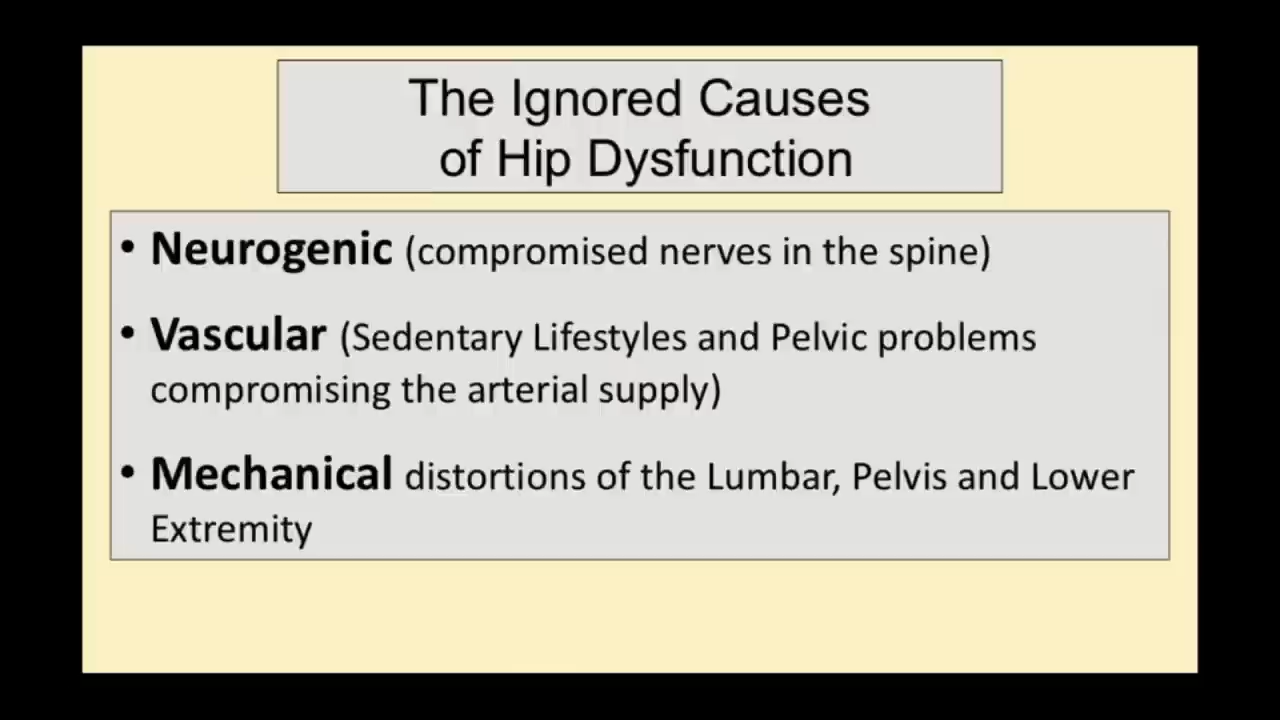 The Ignored Causes
of Hip Dysfunction
• Neurogenic (compromised nerves in the spine)
• Vascular (Sedentary Lifestyles and Pelvic problems
compromising the arterial supply)
• Mechanical distortions of the Lumbar, Pelvis and Lower
Extremity